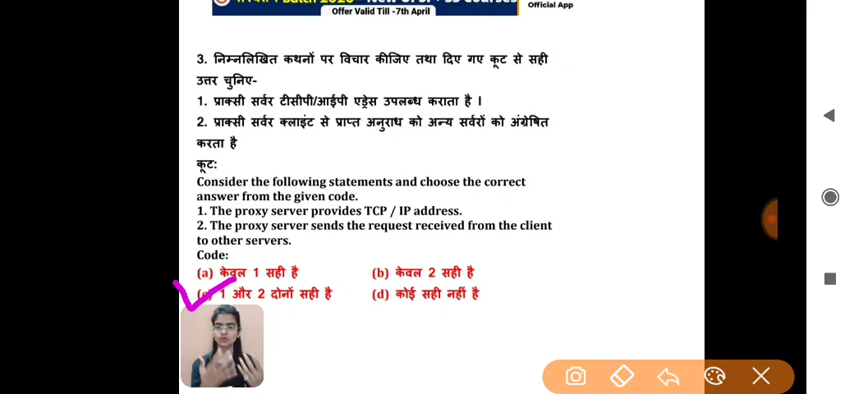 Offer Valid Till -7th April
Official App
3. निम्नलिखित कथनों पर विचार कीजिए तथा दिए गए कूट से सही
उत्तर चुनिए-
1. प्राक्सी सर्वर टीसीपी/आईपी एड्रेस उपलब्ध कराता है ।
2. प्राक्सी सर्वर क्लाइंट से प्राप्त अनुराध को अन्य सर्वरों को अंग्रेषित
करता है
कूट:
Consider the following statements and choose the correct
answer from the given code.
1. The proxy server provides TCP / IP address.
2. The proxy server sends the request received from the client
to other servers.
Code:
(a) केवल 1 सही है (b) केवल 2 सही है
(c) 1 और 2 दोनों सही है (d) कोई सही नहीं है